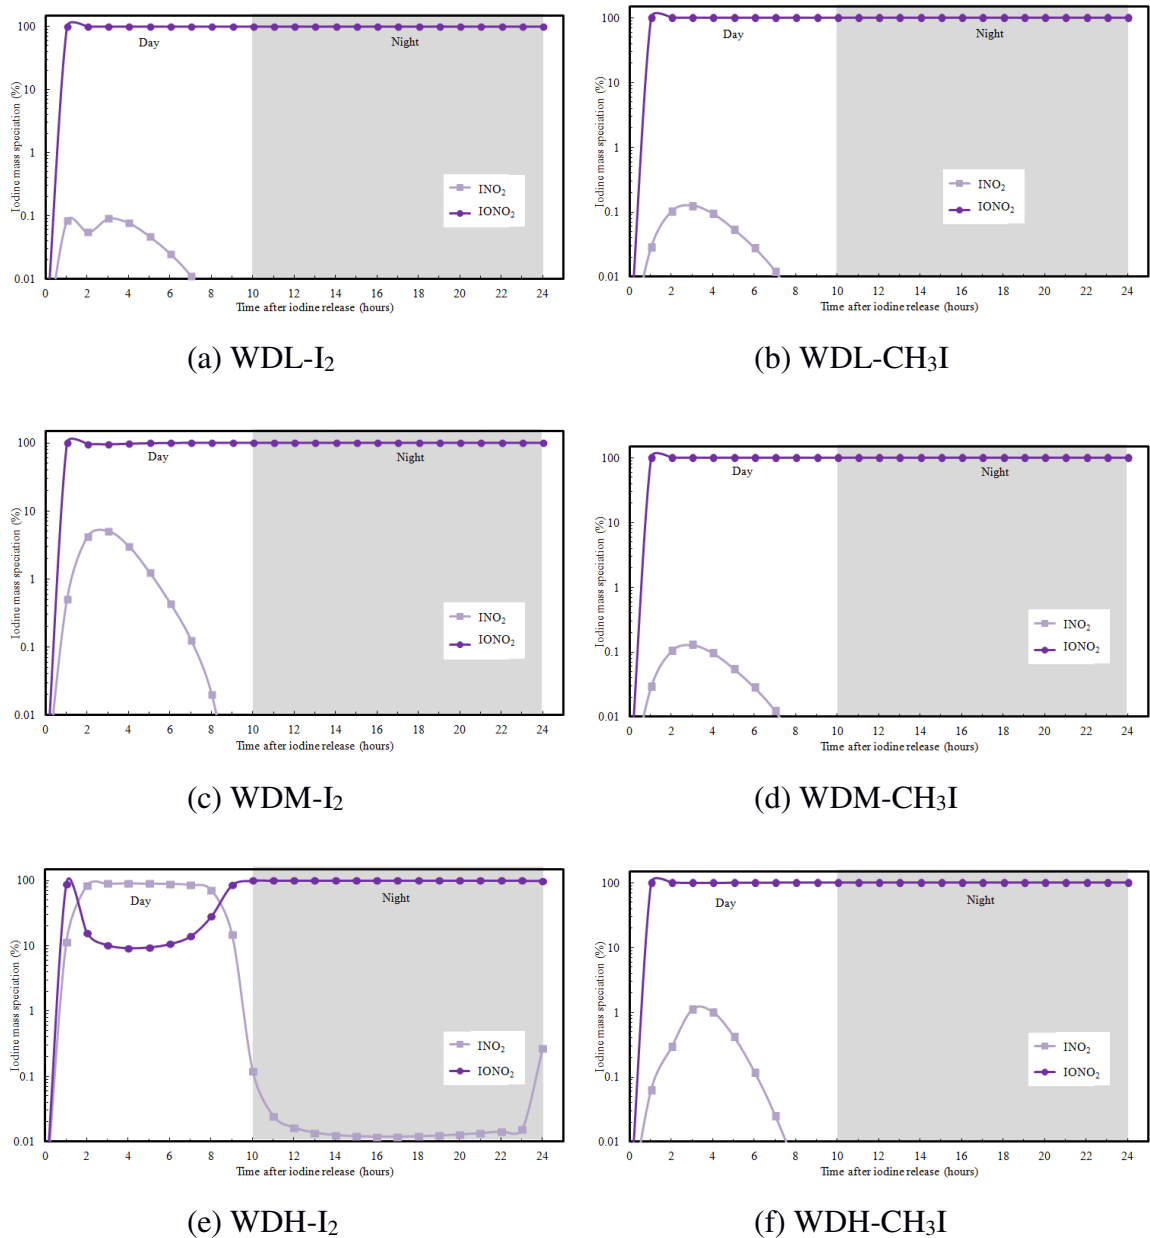 Iodine mass speciation (%)
100
10
1
0.1
0.01
Day
Night
INO₂
IONO₂
0 2 4 6 8 10 12 14 16 18 20 22 24
Time after iodine release (hours)
(a) WDL-I₂
Iodine mass speciation (%)
100
10
1
0.1
0.01
Day
Night
INO₂
IONO₂
0 2 4 6 8 10 12 14 16 18 20 22 24
Time after iodine release (hours)
(b) WDL-CH₃I
Iodine mass speciation (%)
100
10
1
0.1
0.01
Day
Night
INO₂
IONO₂
0 2 4 6 8 10 12 14 16 18 20 22 24
Time after iodine release (hours)
(c) WDM-I₂
Iodine mass speciation (%)
100
10
1
0.1
0.01
Day
Night
INO₂
IONO₂
0 2 4 6 8 10 12 14 16 18 20 22 24
Time after iodine release (hours)
(d) WDM-CH₃I
Iodine mass speciation (%)
100
10
1
0.1
0.01
Day
Night
INO₂
IONO₂
0 2 4 6 8 10 12 14 16 18 20 22 24
Time after iodine release (hours)
(e) WDH-I₂
Iodine mass speciation (%)
100
10
1
0.1
0.01
Day
Night
INO₂
IONO₂
0 2 4 6 8 10 12 14 16 18 20 22 24
Time after iodine release (hours)
(f) WDH-CH₃I